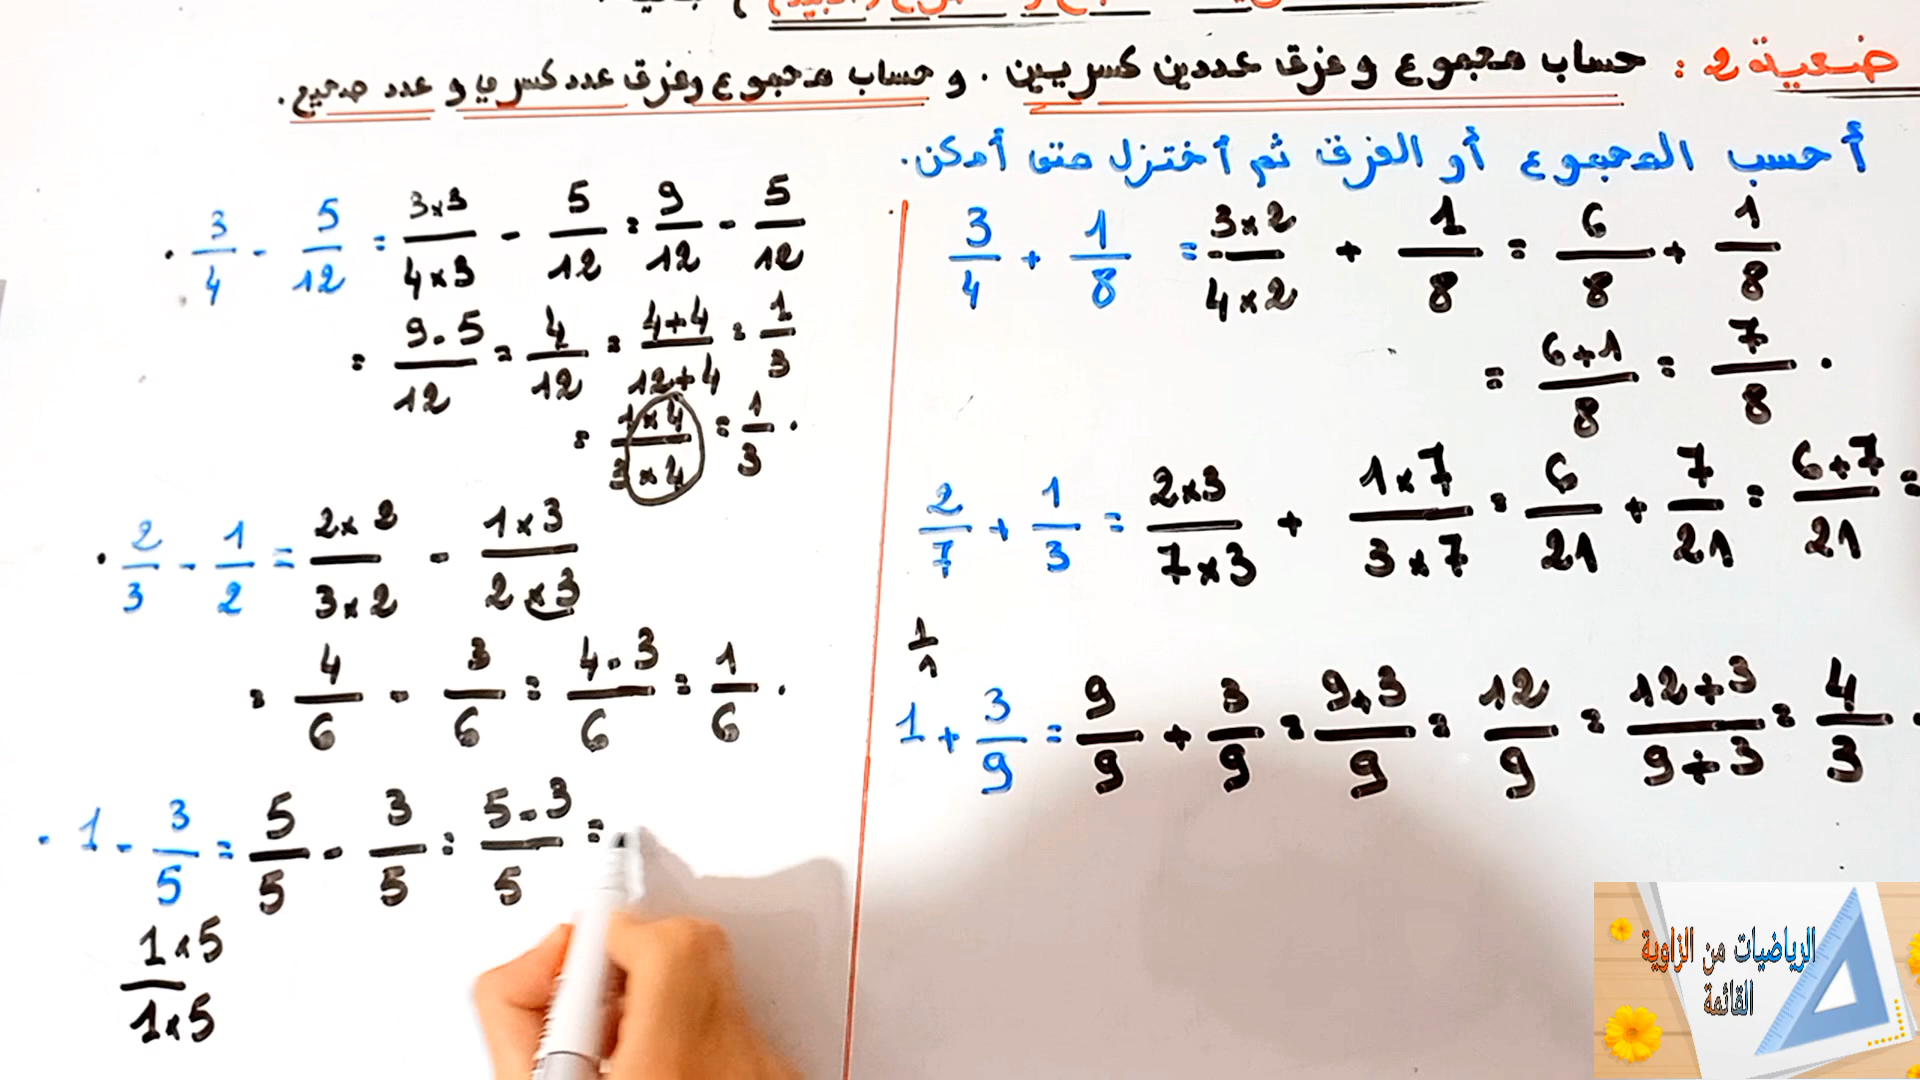 وضعية 2 : حساب مجموع و فرق عددين كسريين . و حساب مجموع و فرق عدد كسري و عدد صحيح .
أحسب المجموع أو الفرق ثم أختزل متى أمكن .
3/4 + 1/8 = 3×2/4×2 + 1/8 = 6/8 + 1/8
= 6+1/8 = 7/8 .
2/7 + 1/3 = 2×3/7×3 + 1×7/3×7 = 6/21 + 7/21 = 6+7/21 =
1/1
1 + 3/9 = 9/9 + 3/9 = 9+3/9 = 12/9 = 12÷3/9÷3 = 4/3 .
. 3/4 - 5/12 = 3×3/4×3 - 5/12 = 9/12 - 5/12
= 9-5/12 = 4/12 = 4÷4/12÷4 = 1/3
= 1×4/3×4 = 1/3 .
. 2/3 - 1/2 = 2×2/3×2 - 1×3/2×3
= 4/6 - 3/6 = 4-3/6 = 1/6 .
. 1 - 3/5 = 5/5 - 3/5 = 5-3/5 =
1×5/1×5
الرياضيات من الزاوية
القائمة